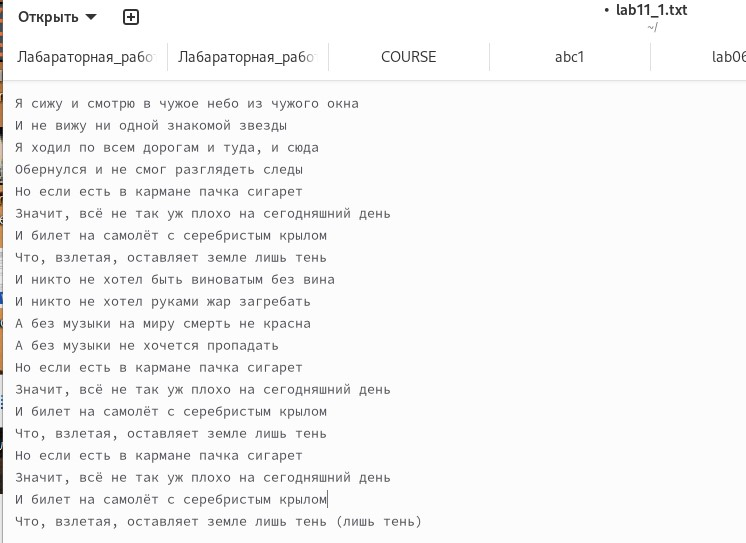 Открыть
• lab11_1.txt
~/
Лабараторная_рабо
Лабараторная_рабо
COURSE
abc1
lab06
Я сижу и смотрю в чужое небо из чужого окна
И не вижу ни одной знакомой звезды
Я ходил по всем дорогам и туда, и сюда
Обернулся и не смог разглядеть следы
Но если есть в кармане пачка сигарет
Значит, всё не так уж плохо на сегодняшний день
И билет на самолёт с серебристым крылом
Что, взлетая, оставляет земле лишь тень
И никто не хотел быть виноватым без вина
И никто не хотел руками жар загребать
А без музыки на миру смерть не красна
А без музыки не хочется пропадать
Но если есть в кармане пачка сигарет
Значит, всё не так уж плохо на сегодняшний день
И билет на самолёт с серебристым крылом
Что, взлетая, оставляет земле лишь тень
Но если есть в кармане пачка сигарет
Значит, всё не так уж плохо на сегодняшний день
И билет на самолёт с серебристым крылом
Что, взлетая, оставляет земле лишь тень (лишь тень)